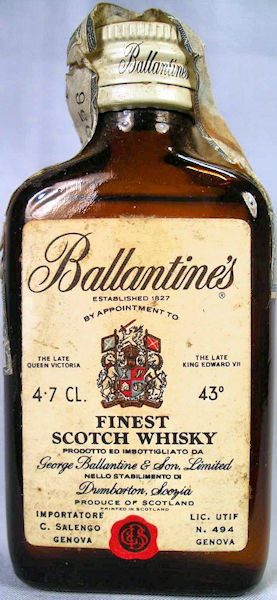 Ballantine's
Ballantine's
ESTABLISHED 1827
®
BY APPOINTMENT TO
THE LATE
QUEEN VICTORIA
THE LATE
KING EDWARD VII
4·7 CL.
43°
FINEST
SCOTCH WHISKY
PRODOTTO ED IMBOTTIGLIATO DA
George Ballantine & Son, Limited
NELLO STABILIMENTO DI
Dumbarton, Scozia
PRODUCE OF SCOTLAND
PRINTED IN SCOTLAND
IMPORTATORE
C. SALENGO
GENOVA
LIC. UTIF
N. 494
GENOVA